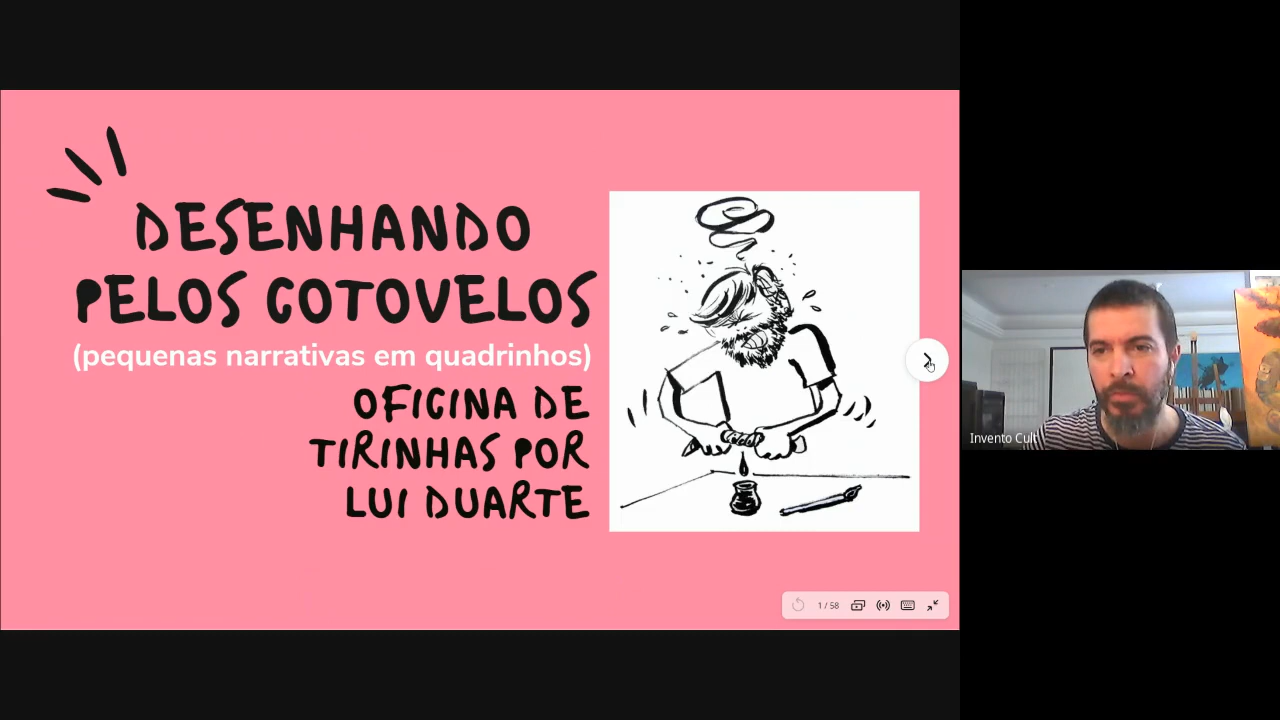 DESENHANDO
PELOS COTOVELOS
(pequenas narrativas em quadrinhos)
OFICINA DE
TIRINHAS POR
LUI DUARTE
1 / 58
Invento Cult